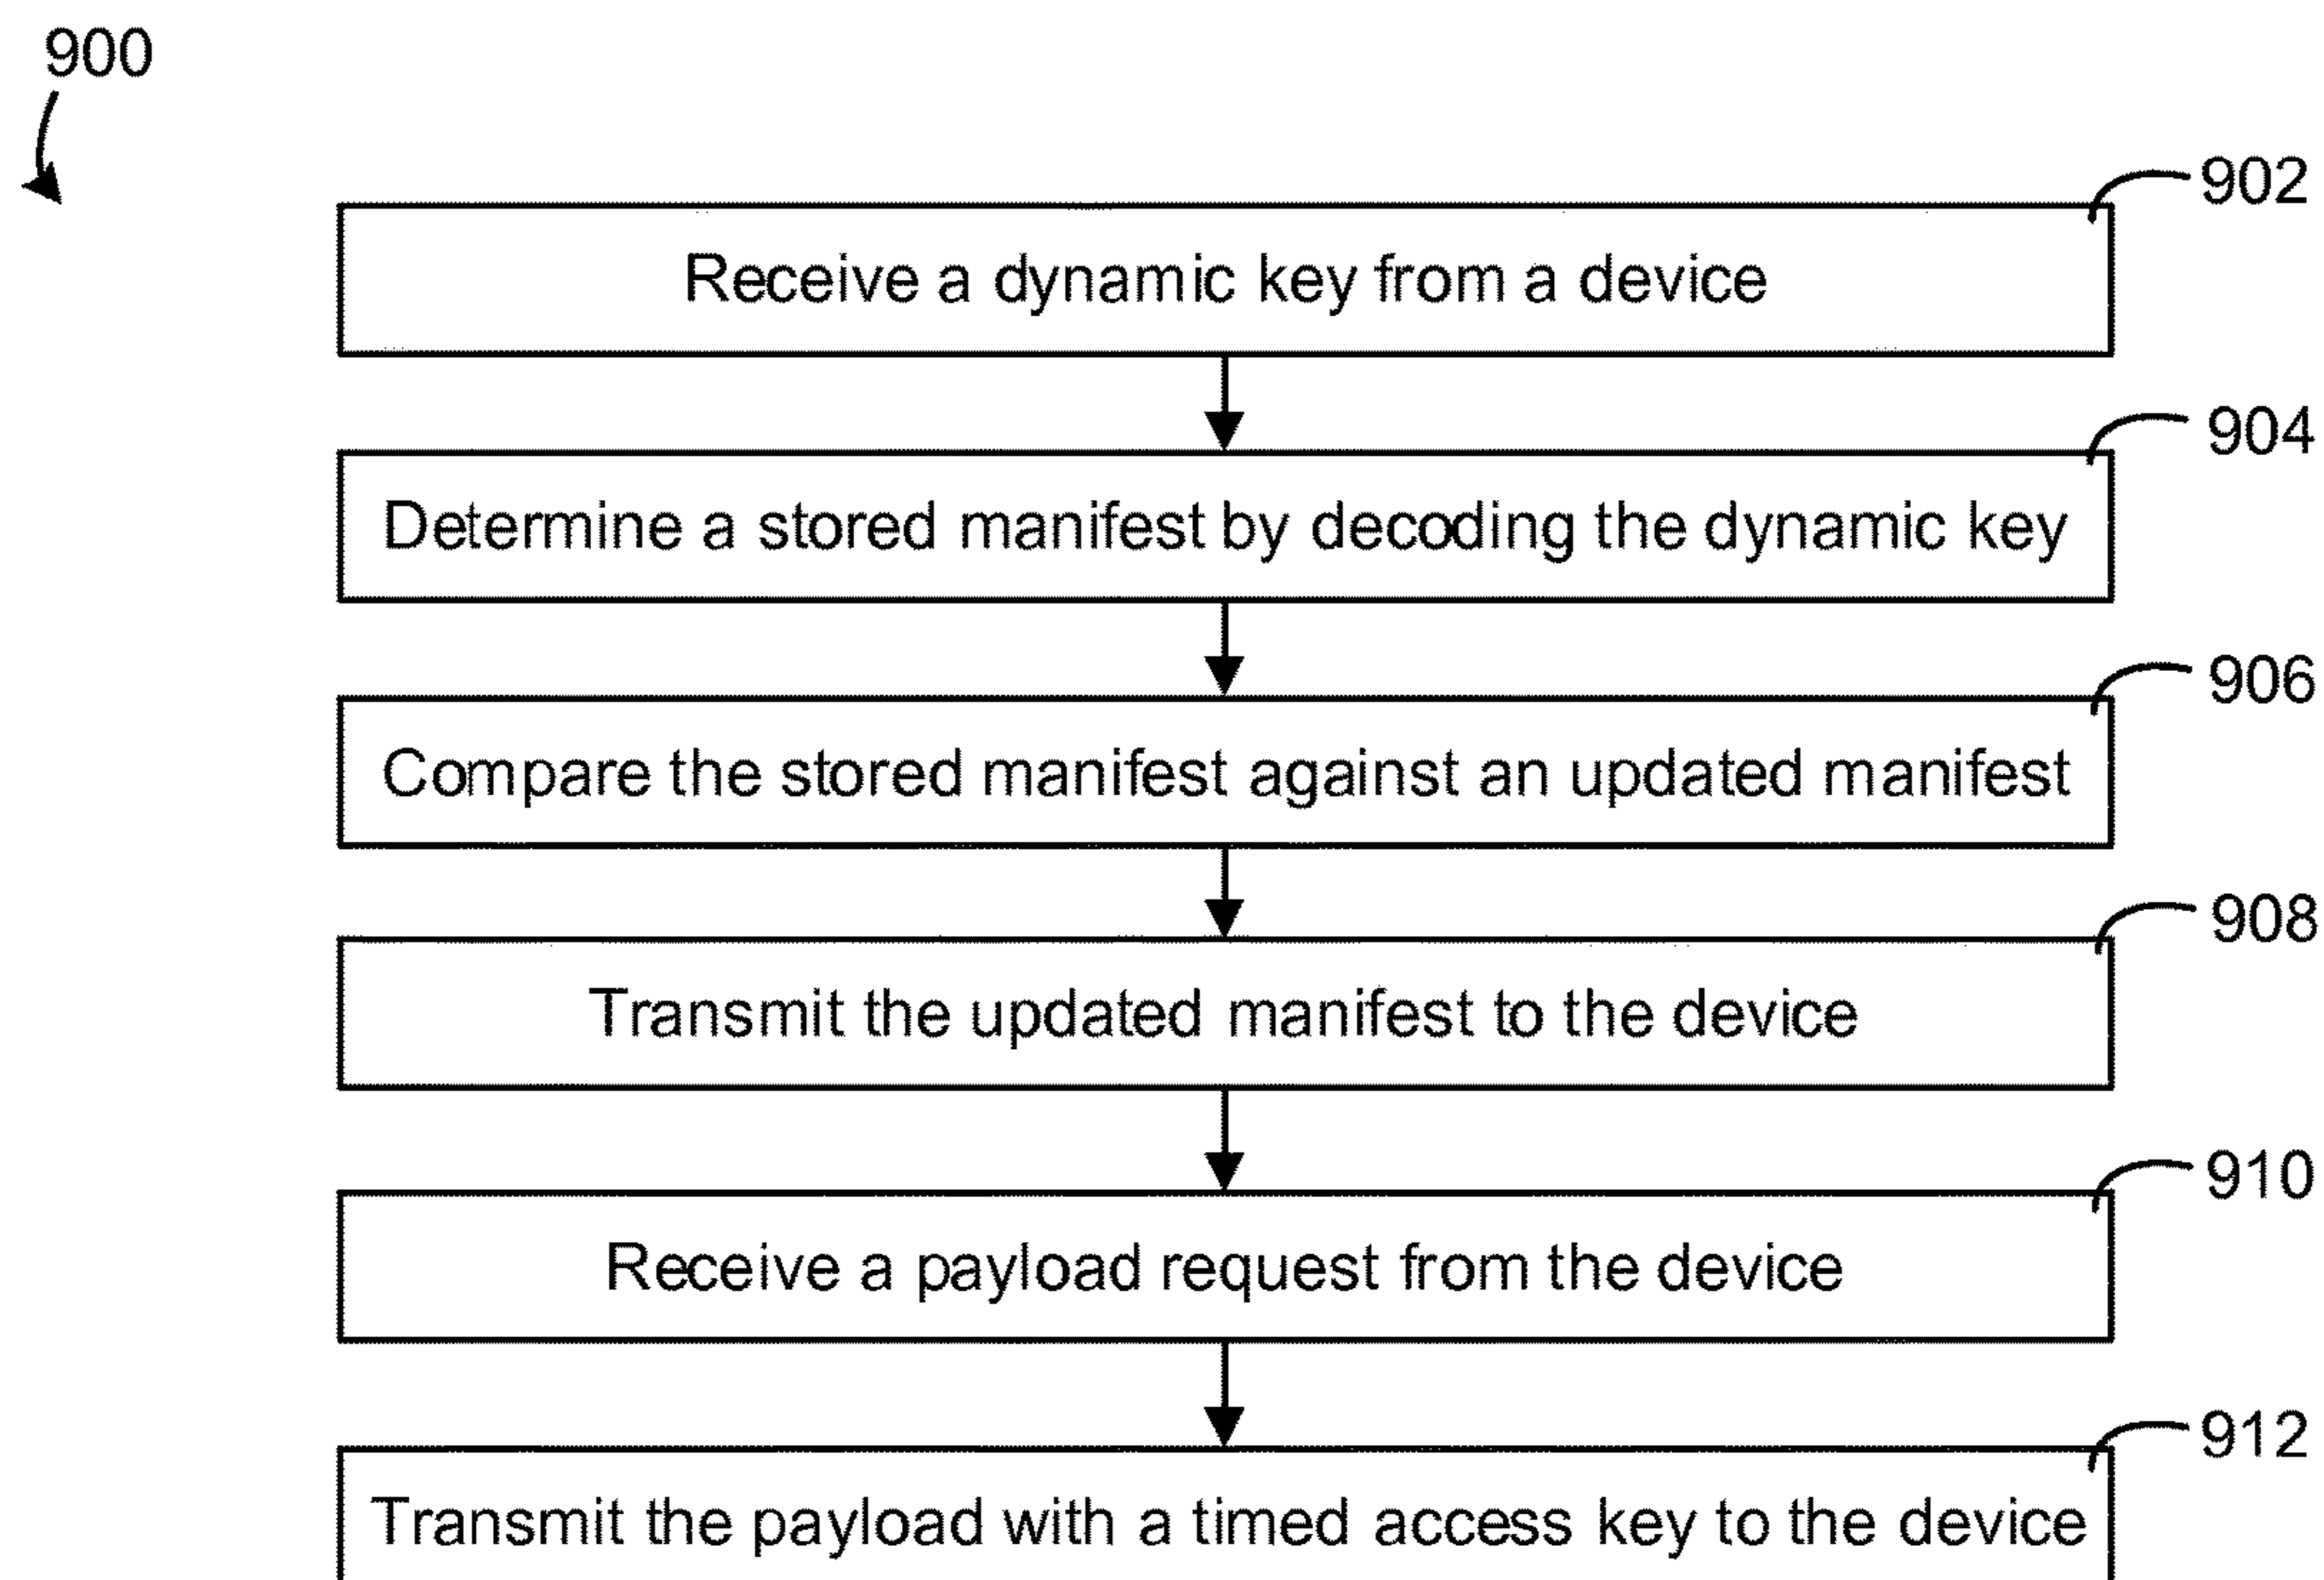 900
902
Receive a dynamic key from a device
904
Determine a stored manifest by decoding the dynamic key
906
Compare the stored manifest against an updated manifest
908
Transmit the updated manifest to the device
910
Receive a payload request from the device
912
Transmit the payload with a timed access key to the device